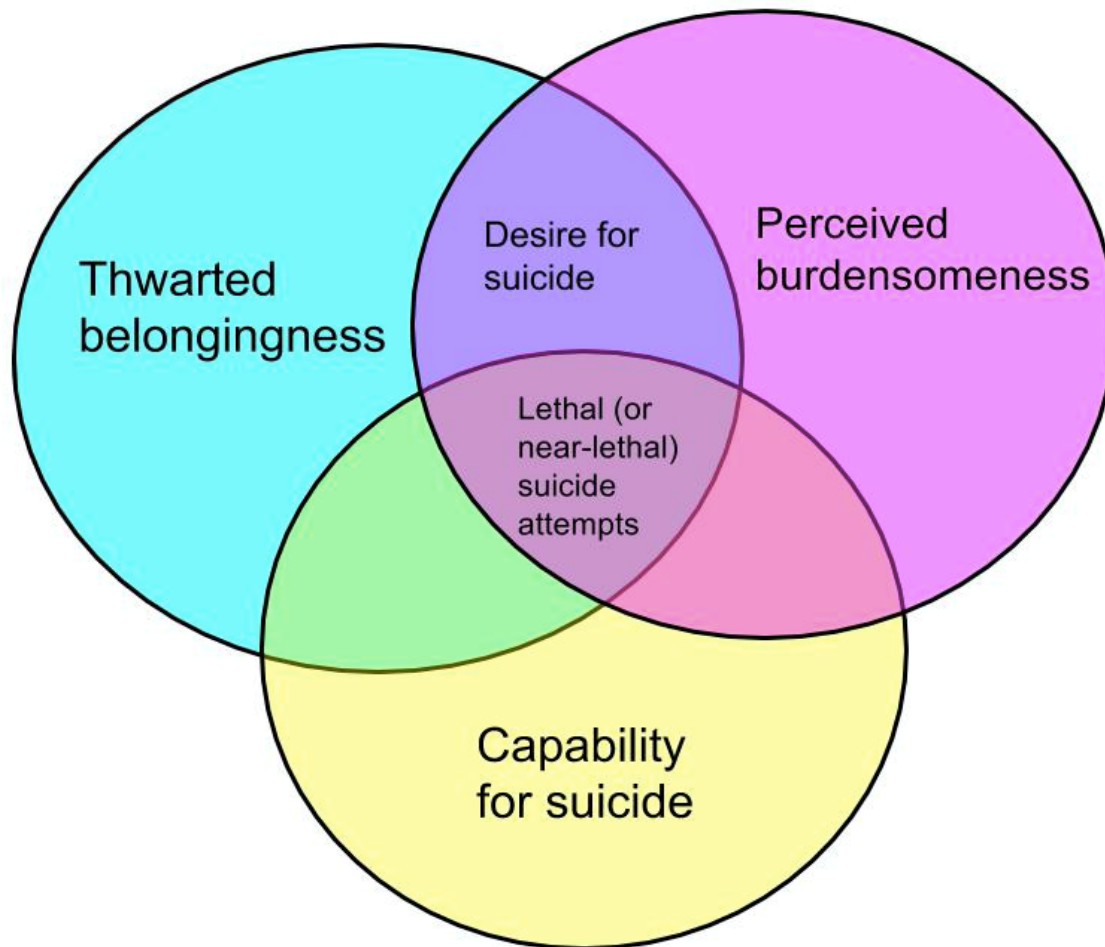 Thwarted
belongingness
Desire for
suicide
Perceived
burdensomeness
Lethal (or
near-lethal)
suicide
attempts
Capability
for suicide